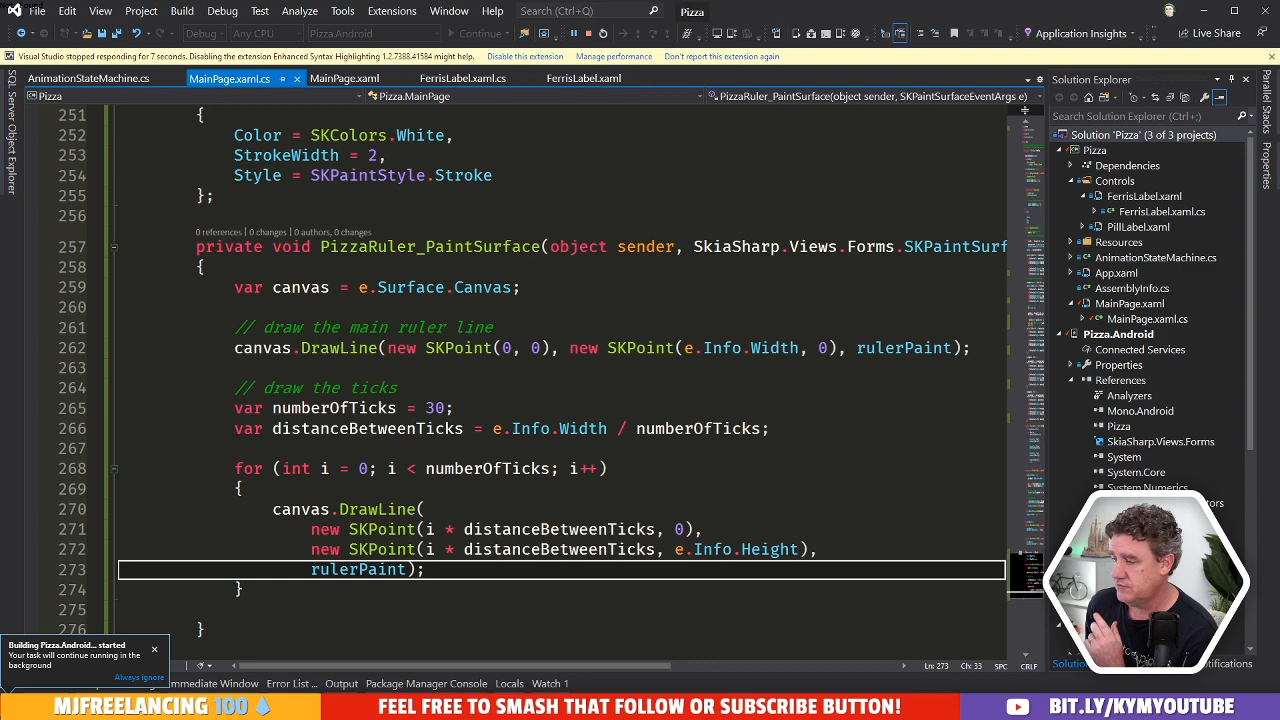 File Edit View Project Build Debug Test Analyze Tools Extensions Window Help Search (Ctrl+Q) Pizza
Debug Any CPU Pizza.Android Continue Application Insights Live Share
Visual Studio stopped responding for 7 seconds. Disabling the extension Enhanced Syntax Highlighting 1.2.7388.41584 might help. Disable this extension Manage performance Don't report this extension again
AnimationStateMachine.cs MainPage.xaml.cs MainPage.xaml FerrisLabel.xaml.cs FerrisLabel.xaml
Pizza Pizza.MainPage PizzaRuler_PaintSurface(object sender, SKPaintSurfaceEventArgs e)
SQL Server Object Explorer
251 {
252 Color = SKColors.White,
253 StrokeWidth = 2,
254 Style = SKPaintStyle.Stroke
255 };
256
0 references | 0 changes | 0 authors, 0 changes
257 private void PizzaRuler_PaintSurface(object sender, SkiaSharp.Views.Forms.SKPaintSurf
258 {
259 var canvas = e.Surface.Canvas;
260
261 // draw the main ruler line
262 canvas.DrawLine(new SKPoint(0, 0), new SKPoint(e.Info.Width, 0), rulerPaint);
263
264 // draw the ticks
265 var numberOfTicks = 30;
266 var distanceBetweenTicks = e.Info.Width / numberOfTicks;
267
268 for (int i = 0; i < numberOfTicks; i++)
269 {
270 canvas.DrawLine(
271 new SKPoint(i * distanceBetweenTicks, 0),
272 new SKPoint(i * distanceBetweenTicks, e.Info.Height),
273 rulerPaint);
274 }
275
276 }
Solution Explorer
Search Solution Explorer (Ctrl+;)
Solution 'Pizza' (3 of 3 projects)
Pizza
Dependencies
Controls
FerrisLabel.xaml
FerrisLabel.xaml.cs
PillLabel.xaml
Resources
AnimationStateMachine.cs
App.xaml
AssemblyInfo.cs
MainPage.xaml
MainPage.xaml.cs
Pizza.Android
Connected Services
Properties
References
Analyzers
Mono.Android
Pizza
SkiaSharp.Views.Forms
System
System.Core
System.Numerics
Parallel Stacks
Properties
Building Pizza.Android... started
Your task will continue running in the
background
Always ignore
Ln: 273 Ch: 33 SPC CRLF
mmediate Window Error List ... Output Package Manager Console Locals Watch 1
MJFREELANCING 100 FEEL FREE TO SMASH THAT FOLLOW OR SUBSCRIBE BUTTON! BIT.LY/KYMYOUTUBE